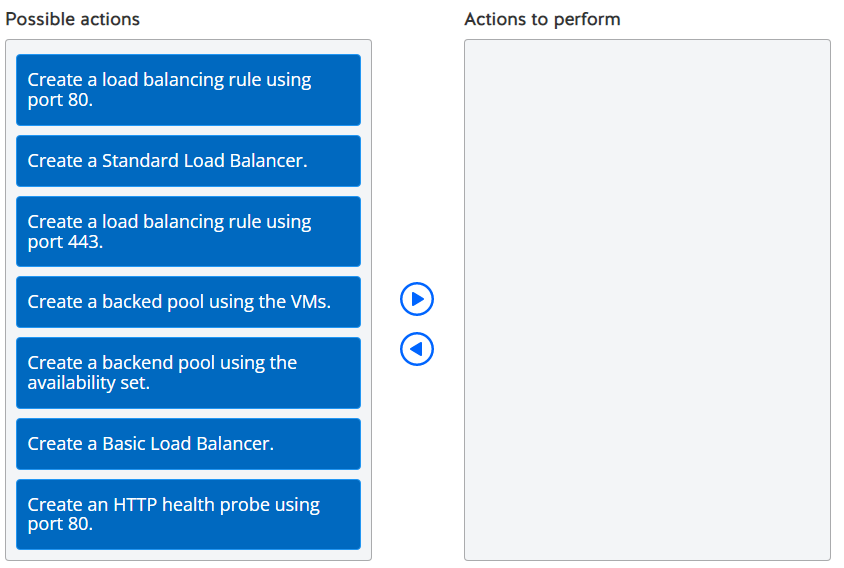 Possible actions
Actions to perform
Create a load balancing rule using
port 80.
Create a Standard Load Balancer.
Create a load balancing rule using
port 443.
Create a backed pool using the VMs.
Create a backend pool using the
availability set.
Create a Basic Load Balancer.
Create an HTTP health probe using
port 80.